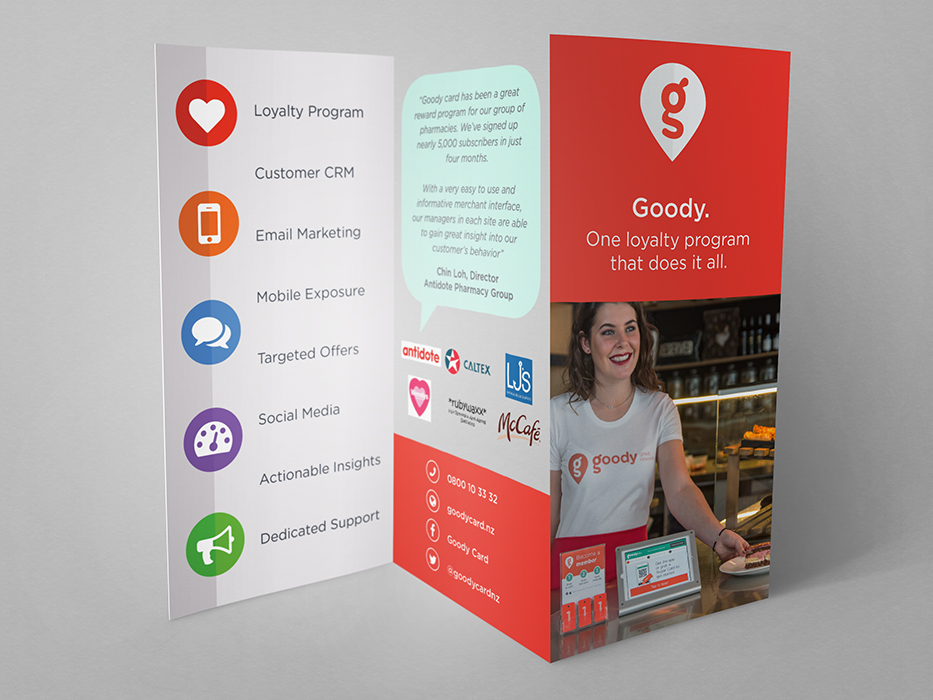 Loyalty Program
Customer CRM
Email Marketing
Mobile Exposure
Targeted Offers
Social Media
Actionable Insights
Dedicated Support
"Goody card has been a great
reward program for our group of
pharmacies. We've signed up
nearly 5,000 subscribers in just
four months.
With a very easy to use and
informative merchant interface,
our managers in each site are able
to gain great insight into our
customer's behavior"
Chin Loh, Director
Antidote Pharmacy Group
antidote
CALTEX
LJS
*rubywaxx*
McCafé
0800 10 33 32
goodycard.nz
Goody Card
@goodycardnz
g
Goody.
One loyalty program
that does it all.
g goody
Become a
member
goody